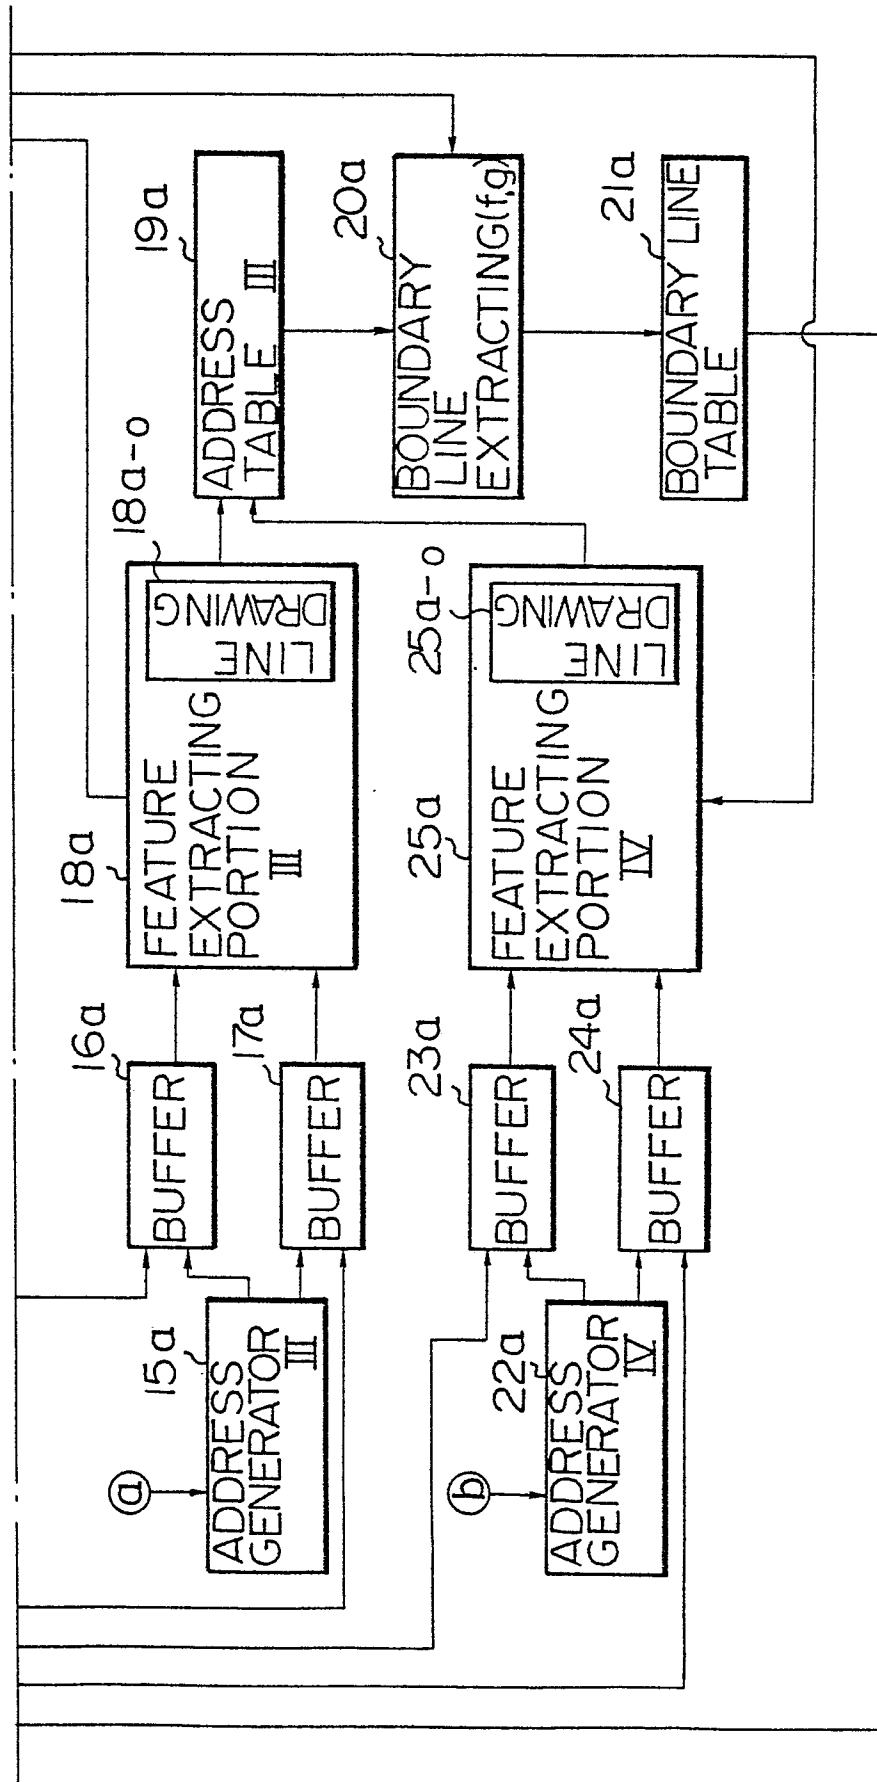 ⓐ
15a
ADDRESS
GENERATOR
III
16a
BUFFER
17a
BUFFER
18a
FEATURE
EXTRACTING
PORTION
III
18a-0
LINE
DRAWING
19a
ADDRESS
TABLE III
20a
BOUNDARY
LINE
EXTRACTING(f,g)
21a
BOUNDARY LINE
TABLE
ⓑ
22a
ADDRESS
GENERATOR
IV
23a
BUFFER
24a
BUFFER
25a
FEATURE
EXTRACTING
PORTION
IV
25a-0
LINE
DRAWING